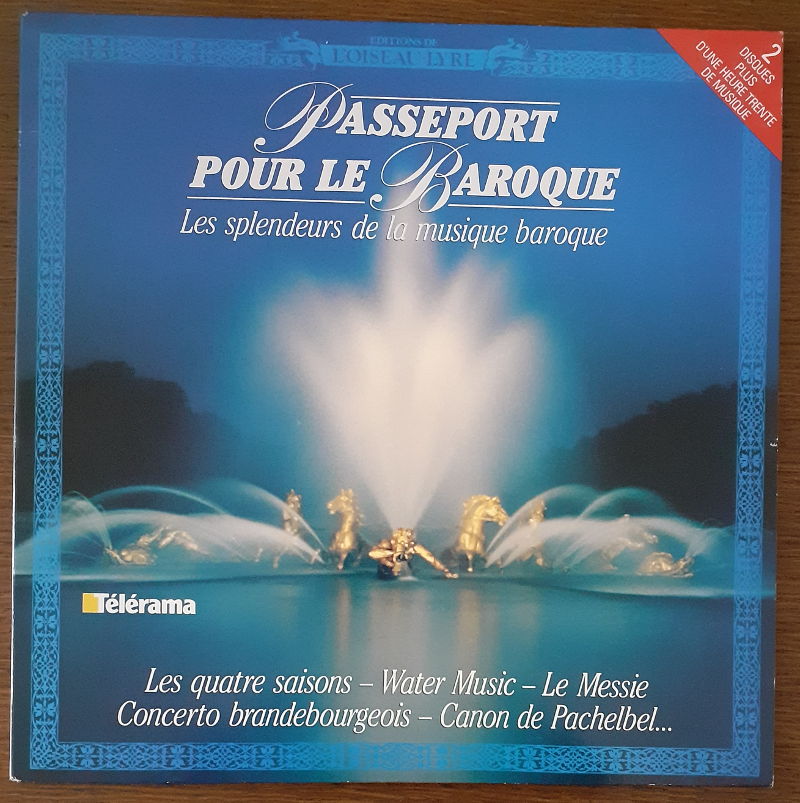 EDITIONS DE
L'OISEAU-LYRE
2
DISQUES
PLUS
D'UNE HEURE TRENTE
DE MUSIQUE
PASSEPORT
POUR LE BAROQUE
Les splendeurs de la musique baroque
Télérama
Les quatre saisons – Water Music – Le Messie
Concerto brandebourgeois – Canon de Pachelbel...